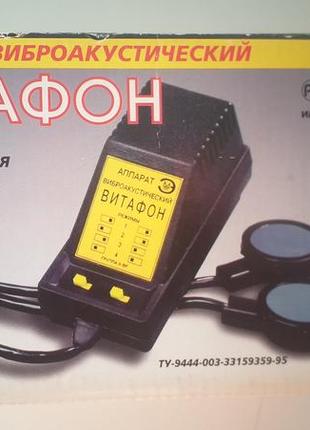 ВИБРОАКУСТИЧЕСКИЙ
АФОН
Я
АППАРАТ
ВИБРОАКУСТИЧЕСКИЙ
ВИТАФОН
РЕЖИМЫ
1
2
3
4
ТУ-9444-003-33159359-95